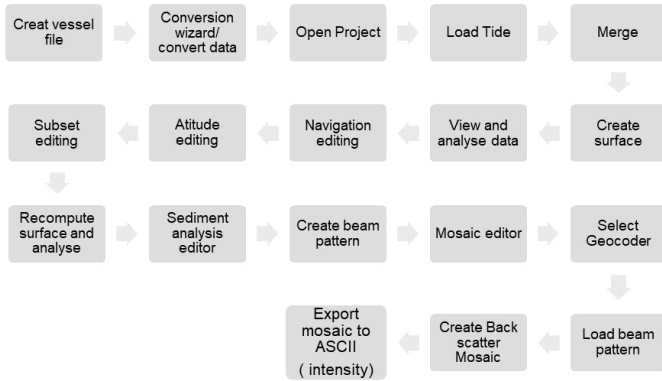 Creat vessel
file
Conversion
wizard/
convert data
Open Project
Load Tide
Merge
Create
surface
View and
analyse data
Navigation
editing
Atitude
editing
Subset
editing
Recompute
surface and
analyse
Sediment
analysis
editor
Create beam
pattern
Mosaic editor
Select
Geocoder
Load beam
pattern
Create Back
scatter
Mosaic
Export
mosaic to
ASCII
( intensity)